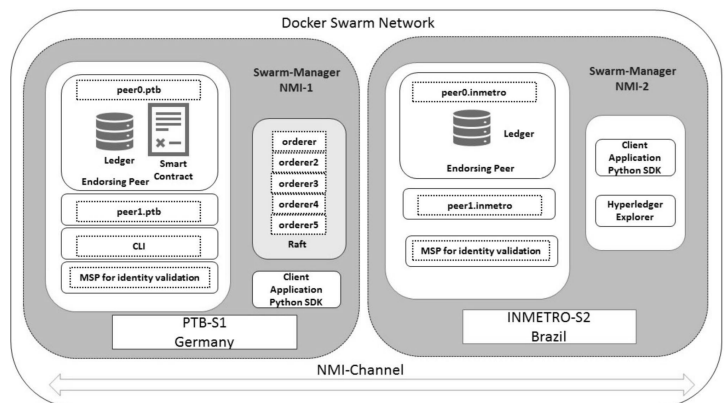 Docker Swarm Network
peer0.ptb
Ledger
Smart
Contract
Endorsing Peer
peer1.ptb
CLI
MSP for identity validation
Swarm-Manager
NMI-1
orderer
orderer2
orderer3
orderer4
orderer5
Raft
Client
Application
Python SDK
PTB-S1
Germany
peer0.inmetro
Ledger
Endorsing Peer
peer1.inmetro
MSP for identity validation
Swarm-Manager
NMI-2
Client
Application
Python SDK
Hyperledger
Explorer
INMETRO-S2
Brazil
NMI-Channel